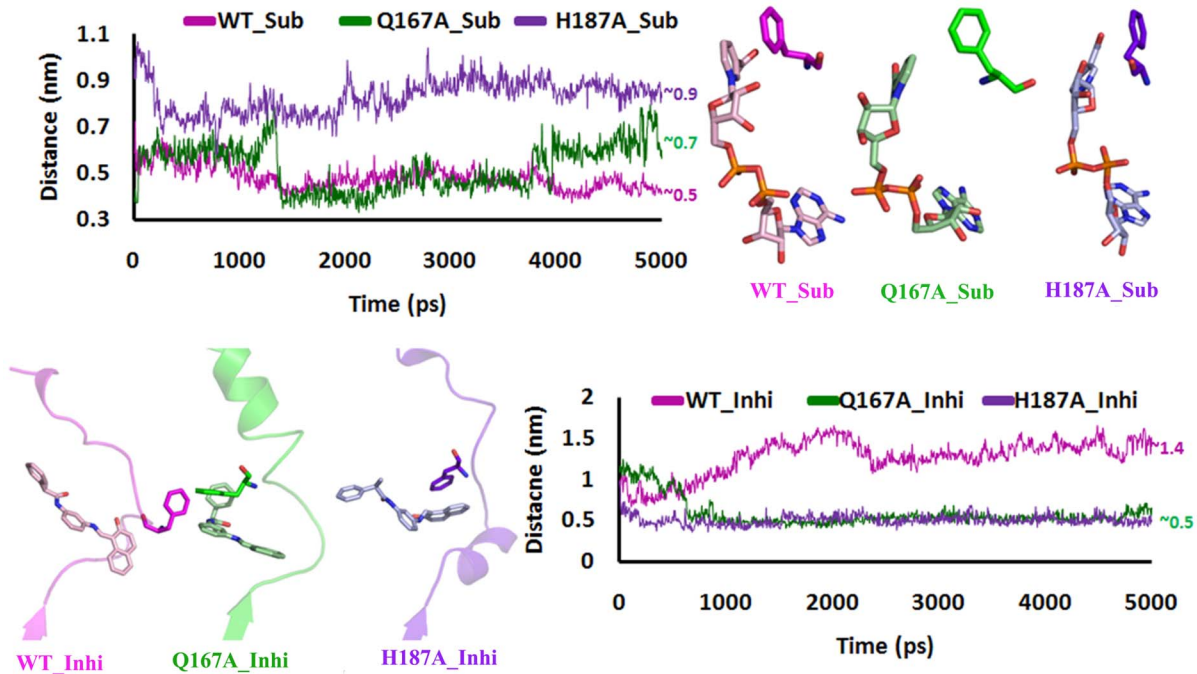 WT_Sub Q167A_Sub H187A_Sub
1.1
0.9
0.7
0.5
0.3
Distance (nm)
~0.9
~0.7
~0.5
0 1000 2000 3000 4000 5000
Time (ps)
WT_Sub Q167A_Sub H187A_Sub
WT_Inhi Q167A_Inhi H187A_Inhi
WT_Inhi Q167A_Inhi H187A_Inhi
2
1.5
1
0.5
0
Distacne (nm)
~1.4
~0.5
0 1000 2000 3000 4000 5000
Time (ps)